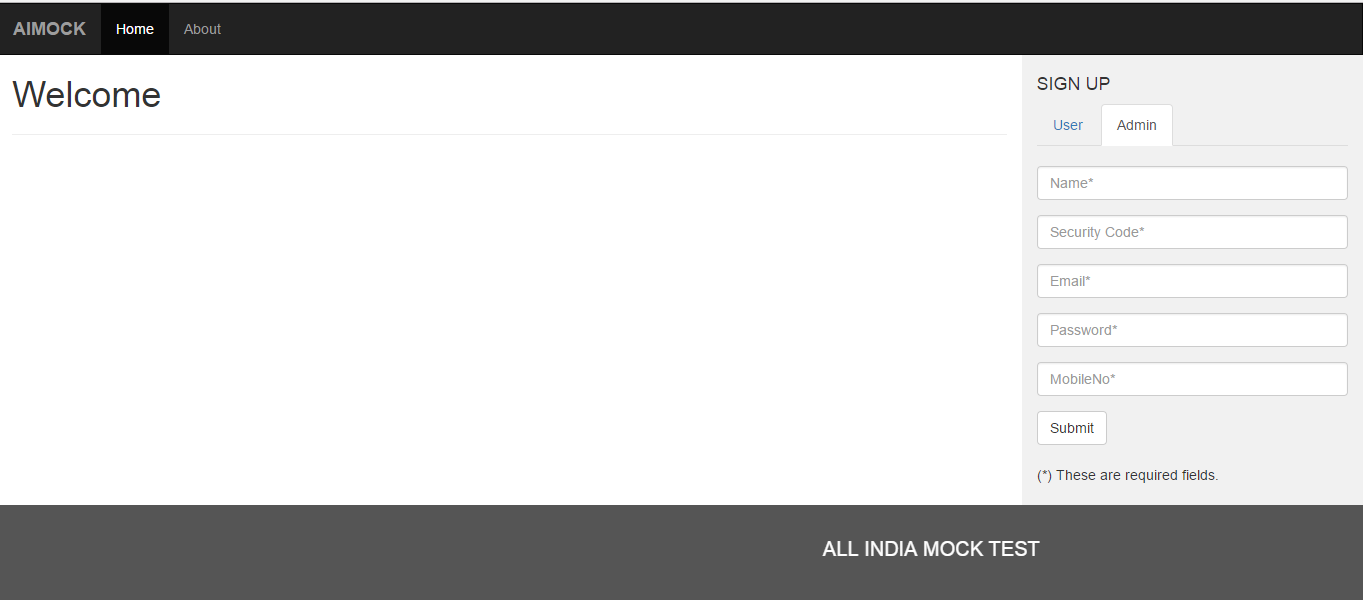 AIMOCK Home About
Welcome
SIGN UP
User Admin
Name*
Security Code*
Email*
Password*
MobileNo*
Submit
(*) These are required fields.
ALL INDIA MOCK TEST